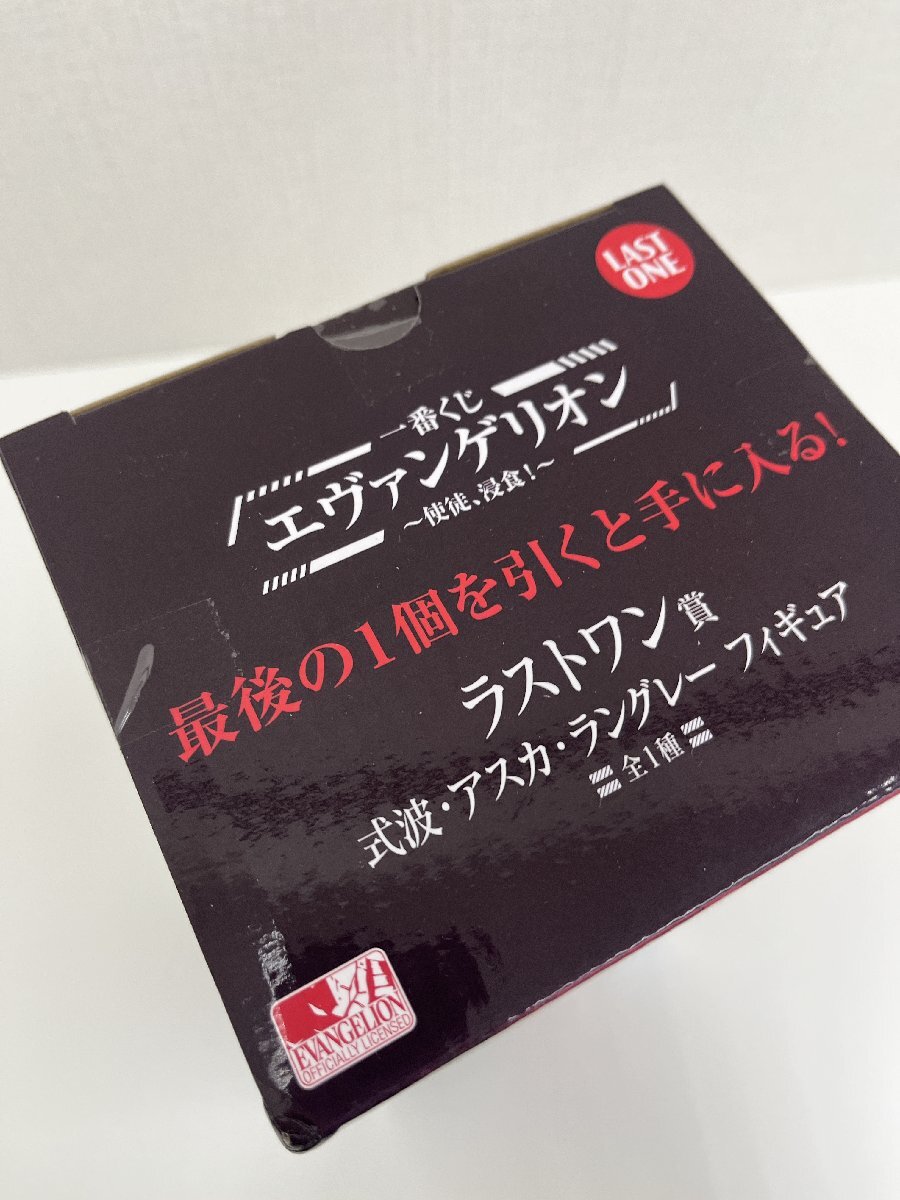 LAST
ONE
一番くじ
エヴァンゲリオン
～使徒、浸食！～
最後の1個を引くと手に入る！
ラストワン賞
式波・アスカ・ラングレー フィギュア
全1種
EVANGELION
OFFICIALLY LICENSED